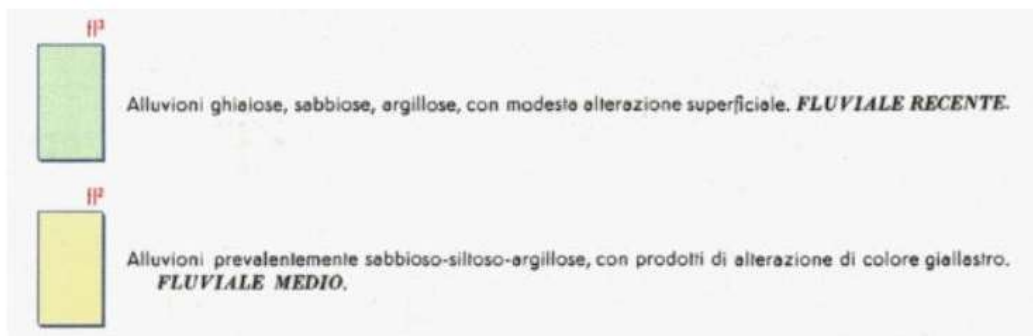 fl³
Alluvioni ghiaiose, sabbiose, argillose, con modesta alterazione superficiale. FLUVIALE RECENTE.
fl²
Alluvioni prevalentemente sabbioso-siltoso-argillose, con prodotti di alterazione di colore giallastro.
FLUVIALE MEDIO.